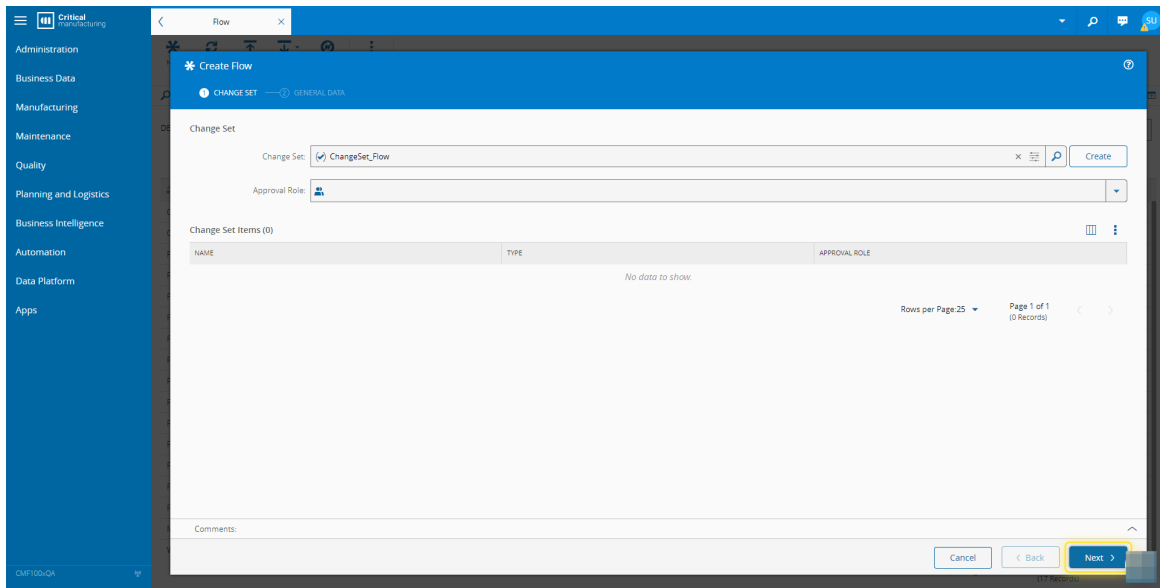 Critical
manufacturing
Flow
SU
Administration
Business Data
Manufacturing
Maintenance
Quality
Planning and Logistics
Business Intelligence
Automation
Data Platform
Apps
CMF100xQA
Create Flow
1 CHANGE SET
2 GENERAL DATA
Change Set
Change Set: ChangeSet_Flow
Create
Approval Role:
Change Set Items (0)
NAME TYPE APPROVAL ROLE
No data to show.
Rows per Page:25 Page 1 of 1
(0 Records)
Comments:
Cancel < Back Next >
(17 Records)